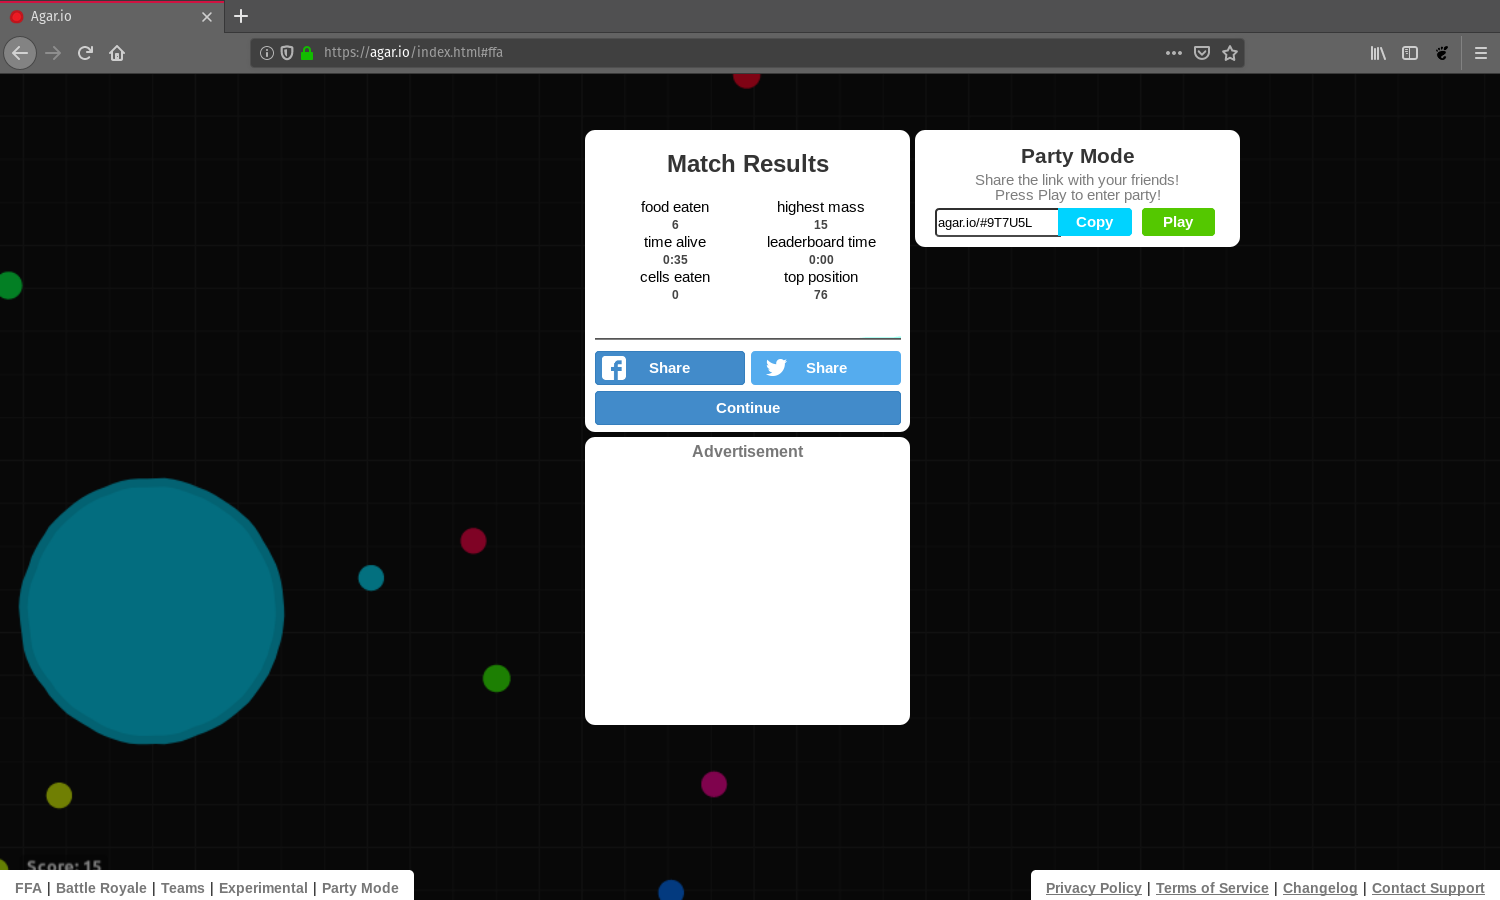 Agar.io
https://agar.io/index.html#ffa
Match Results
food eaten
6
highest mass
15
time alive
0:35
leaderboard time
0:00
cells eaten
0
top position
76
Share
Share
Continue
Advertisement
Party Mode
Share the link with your friends!
Press Play to enter party!
agar.io/#9T7U5L
Copy
Play
Score: 15
FFA | Battle Royale | Teams | Experimental | Party Mode
Privacy Policy | Terms of Service | Changelog | Contact Support